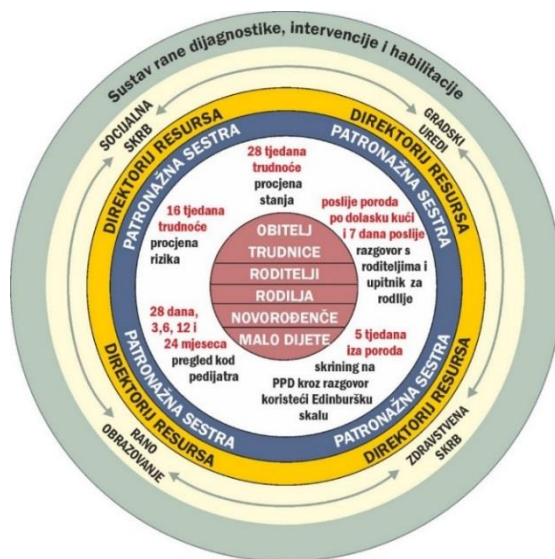 Sustav rane dijagnostike, intervencije i habilitacije
SOCIJALNA
SKRB
GRADSKI
UREDI
DIREKTORIJ RESURSA
DIREKTORIJ RESURSA
PATRONAŽNA SESTRA
PATRONAŽNA SESTRA
28 tjedana
trudnoće
procjena
stanja
16 tjedana
trudnoće
procjena
rizika
poslije poroda
po dolasku kući
i 7 dana poslije
razgovor s
roditeljima i
upitnik za
rodilje
OBITELJ
TRUDNICE
RODITELJI
RODILJA
NOVOROĐENČE
MALO DIJETE
28 dana,
3,6, 12 i
24 mjeseca
pregled kod
pedijatra
5 tjedana
iza poroda
skrining na
PPD kroz razgovor
koristeći Edinburšku
skalu
PATRONAŽNA SESTRA
PATRONAŽNA SESTRA
DIREKTORIJ RESURSA
DIREKTORIJ RESURSA
RANO
OBRAZOVANJE
ZDRAVSTVENA
SKRB